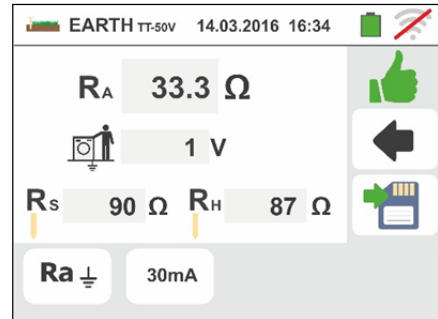 EARTH TT-50V 14.03.2016 16:34
RA 33.3 Ω
1 V
RS 90 Ω RH 87 Ω
Ra 30mA